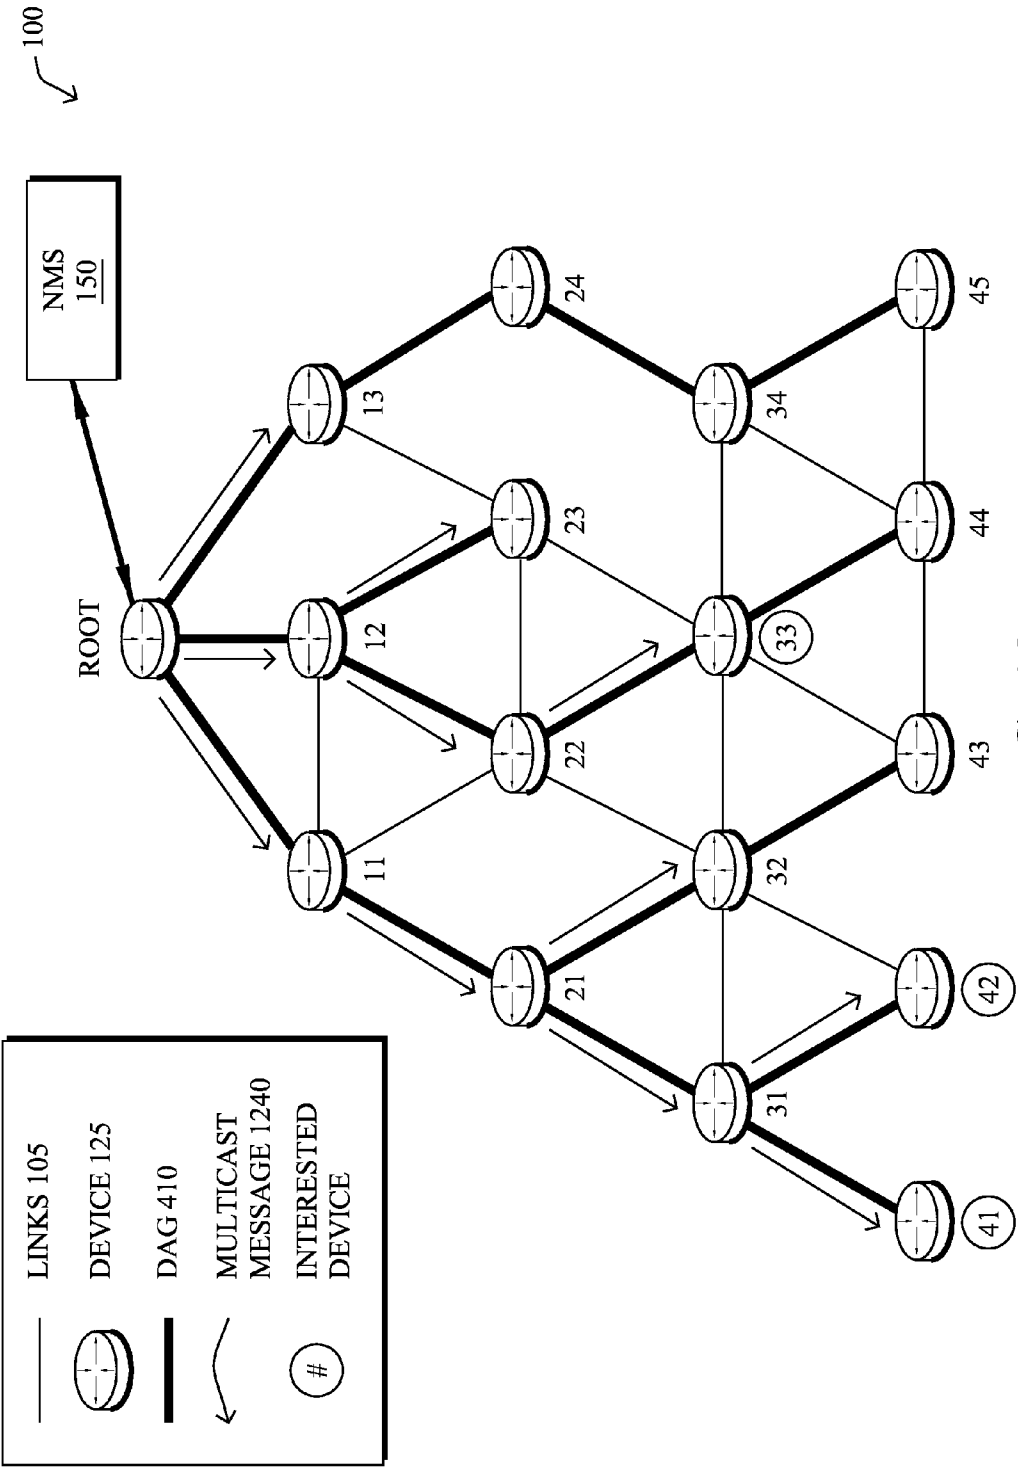 100
NMS
150
ROOT
11
12
13
21
22
23
24
31
32
33
34
41
42
43
44
45
LINKS 105
DEVICE 125
DAG 410
MULTICAST
MESSAGE 1240
INTERESTED
DEVICE
#